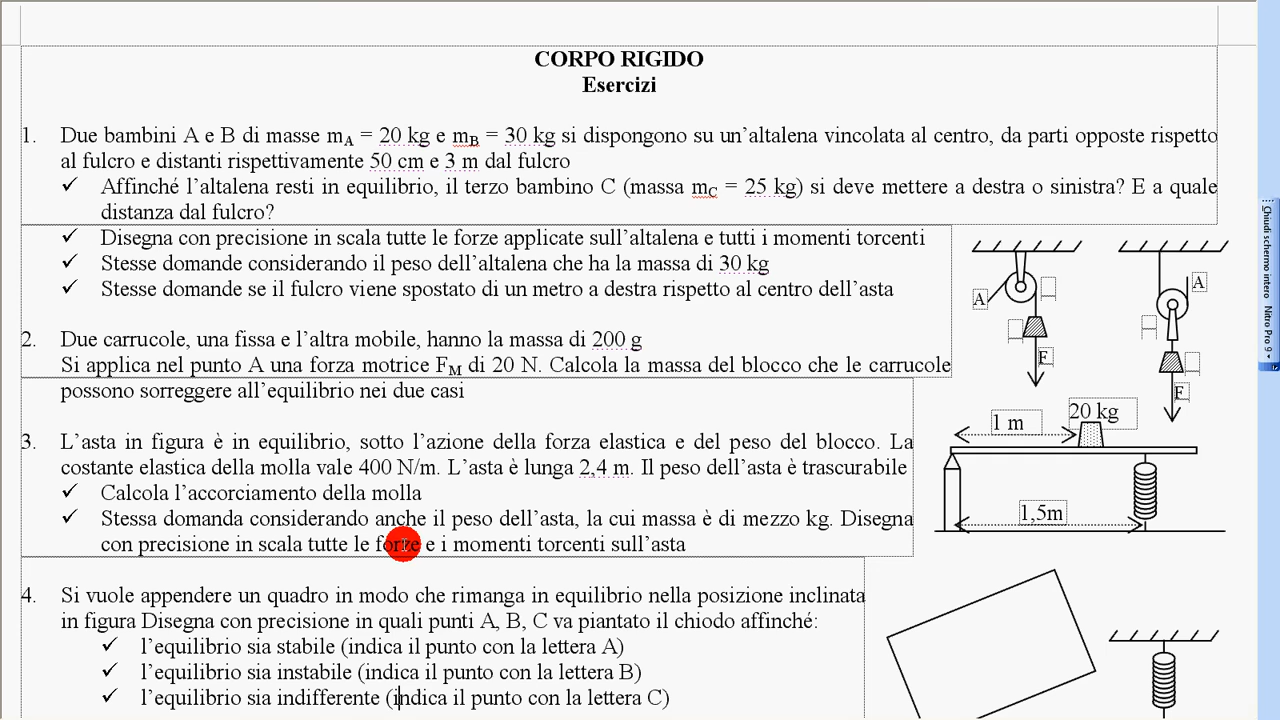 CORPO RIGIDO
Esercizi
1. Due bambini A e B di masse mA = 20 kg e mB = 30 kg si dispongono su un’altalena vincolata al centro, da parti opposte rispetto
al fulcro e distanti rispettivamente 50 cm e 3 m dal fulcro
✓ Affinché l’altalena resti in equilibrio, il terzo bambino C (massa mC = 25 kg) si deve mettere a destra o sinistra? E a quale
distanza dal fulcro?
✓ Disegna con precisione in scala tutte le forze applicate sull’altalena e tutti i momenti torcenti
✓ Stesse domande considerando il peso dell’altalena che ha la massa di 30 kg
✓ Stesse domande se il fulcro viene spostato di un metro a destra rispetto al centro dell’asta
2. Due carrucole, una fissa e l’altra mobile, hanno la massa di 200 g
Si applica nel punto A una forza motrice FM di 20 N. Calcola la massa del blocco che le carrucole
possono sorreggere all’equilibrio nei due casi
A
F
A
F
3. L’asta in figura è in equilibrio, sotto l’azione della forza elastica e del peso del blocco. La
costante elastica della molla vale 400 N/m. L’asta è lunga 2,4 m. Il peso dell’asta è trascurabile
✓ Calcola l’accorciamento della molla
✓ Stessa domanda considerando anche il peso dell’asta, la cui massa è di mezzo kg. Disegna
con precisione in scala tutte le forze e i momenti torcenti sull’asta
1 m
20 kg
1,5m
4. Si vuole appendere un quadro in modo che rimanga in equilibrio nella posizione inclinata
in figura Disegna con precisione in quali punti A, B, C va piantato il chiodo affinché:
✓ l’equilibrio sia stabile (indica il punto con la lettera A)
✓ l’equilibrio sia instabile (indica il punto con la lettera B)
✓ l’equilibrio sia indifferente (indica il punto con la lettera C)
Chiudi schermo intero
Nitro Pro 9